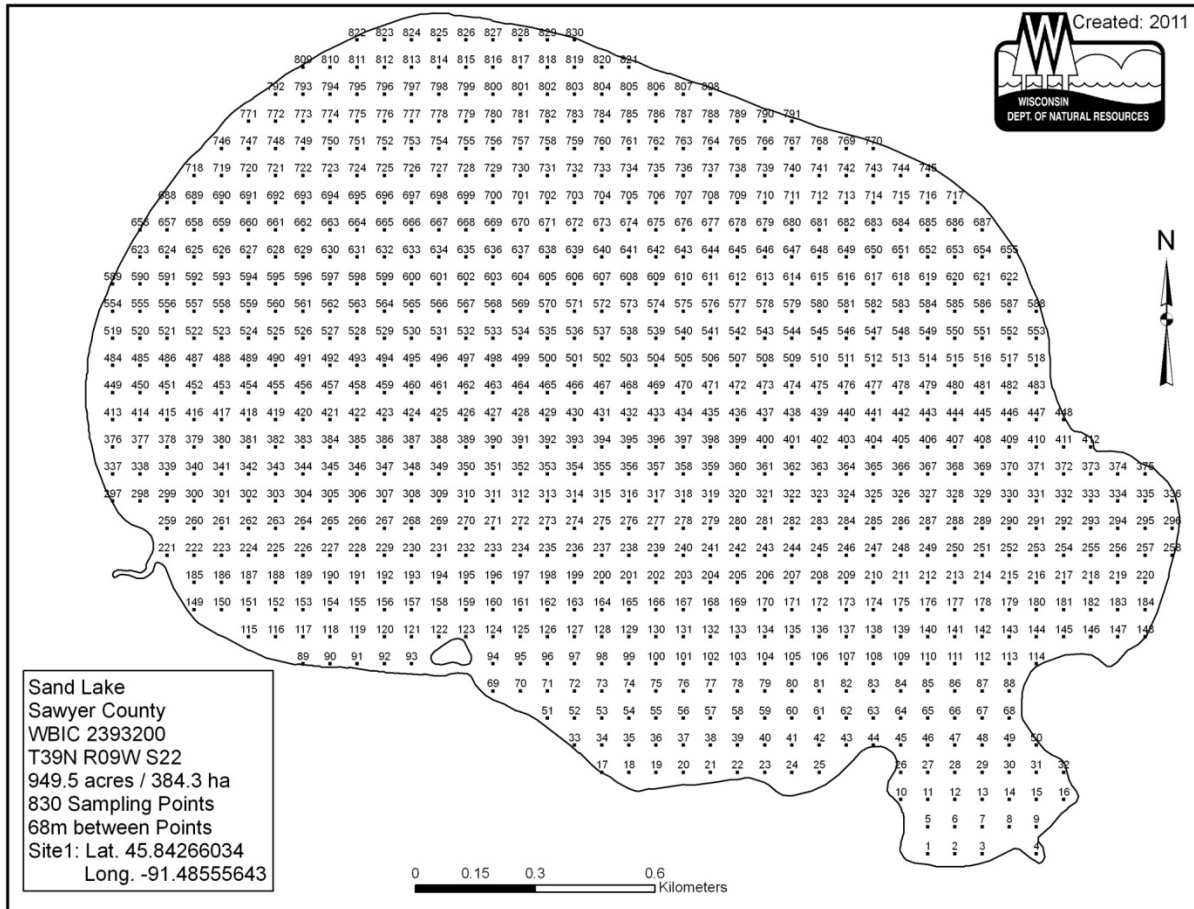 Created: 2011
WISCONSIN
DEPT. OF NATURAL RESOURCES
N
822 823 824 825 826 827 828 829 830
809 810 811 812 813 814 815 816 817 818 819 820 821
792 793 794 795 796 797 798 799 800 801 802 803 804 805 806 807 808
771 772 773 774 775 776 777 778 779 780 781 782 783 784 785 786 787 788 789 790 791
746 747 748 749 750 751 752 753 754 755 756 757 758 759 760 761 762 763 764 765 766 767 768 769 770
718 719 720 721 722 723 724 725 726 727 728 729 730 731 732 733 734 735 736 737 738 739 740 741 742 743 744 745
688 689 690 691 692 693 694 695 696 697 698 699 700 701 702 703 704 705 706 707 708 709 710 711 712 713 714 715 716 717
656 657 658 659 660 661 662 663 664 665 666 667 668 669 670 671 672 673 674 675 676 677 678 679 680 681 682 683 684 685 686 687
623 624 625 626 627 628 629 630 631 632 633 634 635 636 637 638 639 640 641 642 643 644 645 646 647 648 649 650 651 652 653 654 655
589 590 591 592 593 594 595 596 597 598 599 600 601 602 603 604 605 606 607 608 609 610 611 612 613 614 615 616 617 618 619 620 621 622
554 555 556 557 558 559 560 561 562 563 564 565 566 567 568 569 570 571 572 573 574 575 576 577 578 579 580 581 582 583 584 585 586 587 588
519 520 521 522 523 524 525 526 527 528 529 530 531 532 533 534 535 536 537 538 539 540 541 542 543 544 545 546 547 548 549 550 551 552 553
484 485 486 487 488 489 490 491 492 493 494 495 496 497 498 499 500 501 502 503 504 505 506 507 508 509 510 511 512 513 514 515 516 517 518
449 450 451 452 453 454 455 456 457 458 459 460 461 462 463 464 465 466 467 468 469 470 471 472 473 474 475 476 477 478 479 480 481 482 483
413 414 415 416 417 418 419 420 421 422 423 424 425 426 427 428 429 430 431 432 433 434 435 436 437 438 439 440 441 442 443 444 445 446 447 448
376 377 378 379 380 381 382 383 384 385 386 387 388 389 390 391 392 393 394 395 396 397 398 399 400 401 402 403 404 405 406 407 408 409 410 411 412
337 338 339 340 341 342 343 344 345 346 347 348 349 350 351 352 353 354 355 356 357 358 359 360 361 362 363 364 365 366 367 368 369 370 371 372 373 374 375
297 298 299 300 301 302 303 304 305 306 307 308 309 310 311 312 313 314 315 316 317 318 319 320 321 322 323 324 325 326 327 328 329 330 331 332 333 334 335 336
259 260 261 262 263 264 265 266 267 268 269 270 271 272 273 274 275 276 277 278 279 280 281 282 283 284 285 286 287 288 289 290 291 292 293 294 295 296
221 222 223 224 225 226 227 228 229 230 231 232 233 234 235 236 237 238 239 240 241 242 243 244 245 246 247 248 249 250 251 252 253 254 255 256 257 258
185 186 187 188 189 190 191 192 193 194 195 196 197 198 199 200 201 202 203 204 205 206 207 208 209 210 211 212 213 214 215 216 217 218 219 220
149 150 151 152 153 154 155 156 157 158 159 160 161 162 163 164 165 166 167 168 169 170 171 172 173 174 175 176 177 178 179 180 181 182 183 184
115 116 117 118 119 120 121 122 123 124 125 126 127 128 129 130 131 132 133 134 135 136 137 138 139 140 141 142 143 144 145 146 147 148
89 90 91 92 93 94 95 96 97 98 99 100 101 102 103 104 105 106 107 108 109 110 111 112 113 114
69 70 71 72 73 74 75 76 77 78 79 80 81 82 83 84 85 86 87 88
51 52 53 54 55 56 57 58 59 60 61 62 63 64 65 66 67 68
33 34 35 36 37 38 39 40 41 42 43 44 45 46 47 48 49 50
17 18 19 20 21 22 23 24 25 26 27 28 29 30 31 32
10 11 12 13 14 15 16
5 6 7 8 9
1 2 3 4
Sand Lake
Sawyer County
WBIC 2393200
T39N R09W S22
949.5 acres / 384.3 ha
830 Sampling Points
68m between Points
Site1: Lat. 45.84266034
Long. -91.48555643
0 0.15 0.3 0.6
Kilometers